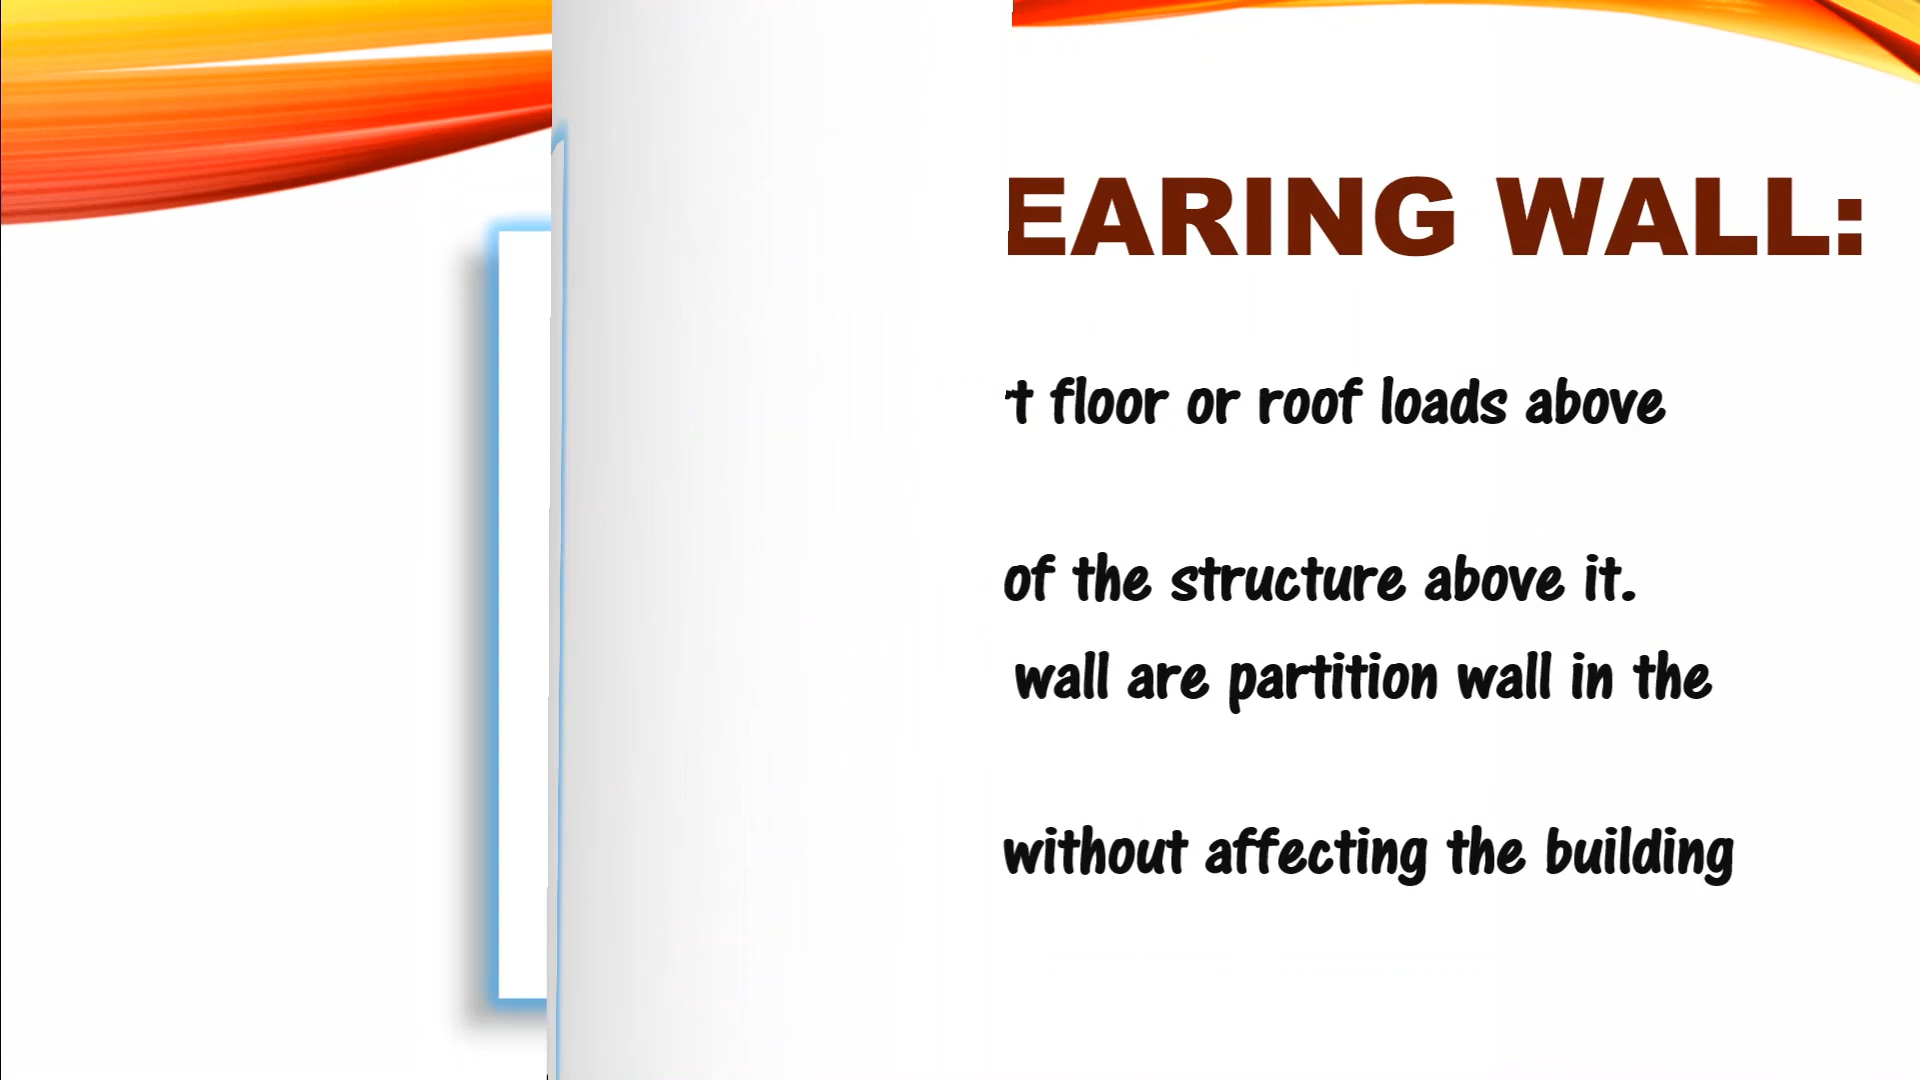 EARING WALL:
t floor or roof loads above
of the structure above it.
wall are partition wall in the
without affecting the building